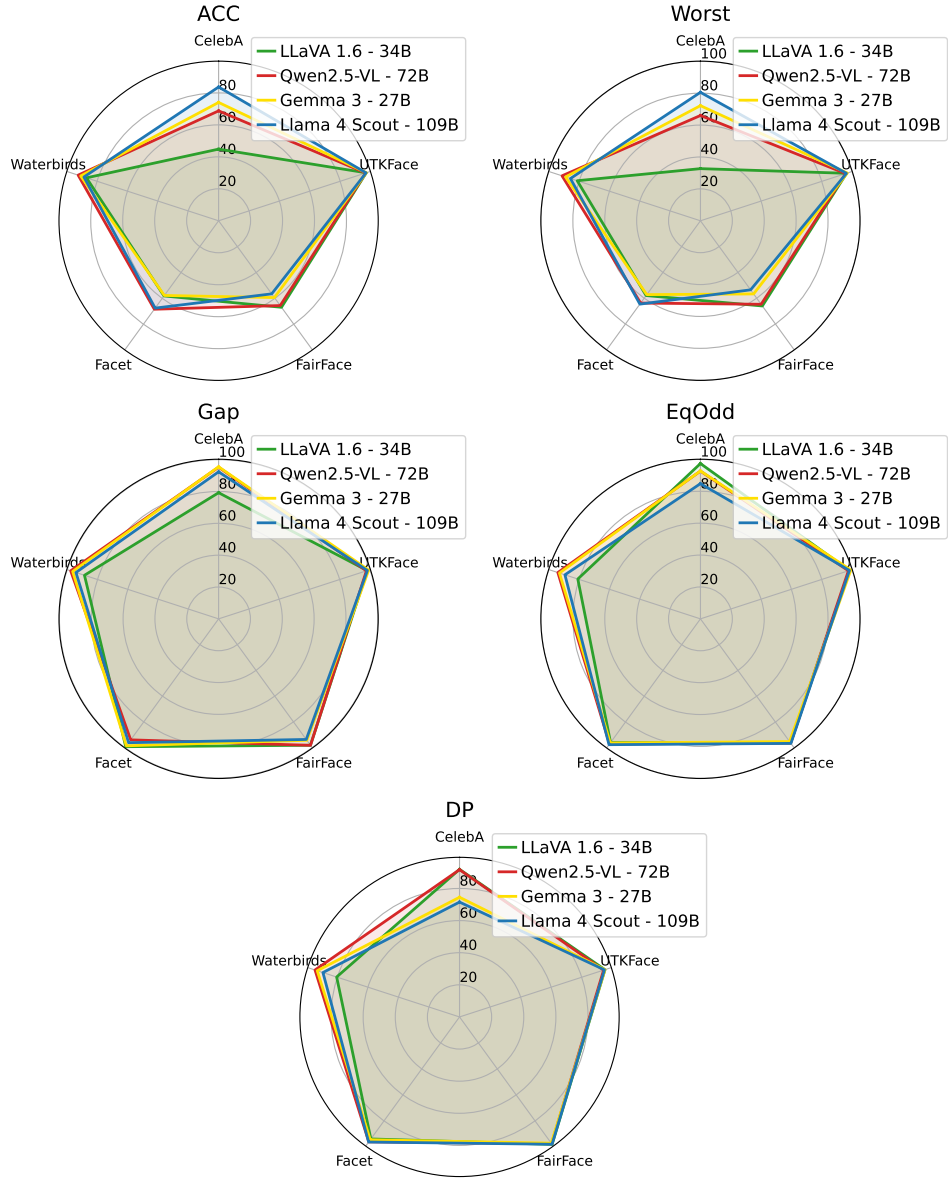 ACC
CelebA
LLaVA 1.6 - 34B
Qwen2.5-VL - 72B
Gemma 3 - 27B
Llama 4 Scout - 109B
80
60
40
20
Waterbirds
UTKFace
Facet
FairFace
Worst
CelebA
100
LLaVA 1.6 - 34B
Qwen2.5-VL - 72B
Gemma 3 - 27B
Llama 4 Scout - 109B
80
60
40
20
Waterbirds
UTKFace
Facet
FairFace
Gap
CelebA
100
LLaVA 1.6 - 34B
Qwen2.5-VL - 72B
Gemma 3 - 27B
Llama 4 Scout - 109B
80
60
40
20
Waterbirds
UTKFace
Facet
FairFace
EqOdd
CelebA
100
LLaVA 1.6 - 34B
Qwen2.5-VL - 72B
Gemma 3 - 27B
Llama 4 Scout - 109B
80
60
40
20
Waterbirds
UTKFace
Facet
FairFace
DP
CelebA
LLaVA 1.6 - 34B
Qwen2.5-VL - 72B
Gemma 3 - 27B
Llama 4 Scout - 109B
80
60
40
20
Waterbirds
UTKFace
Facet
FairFace